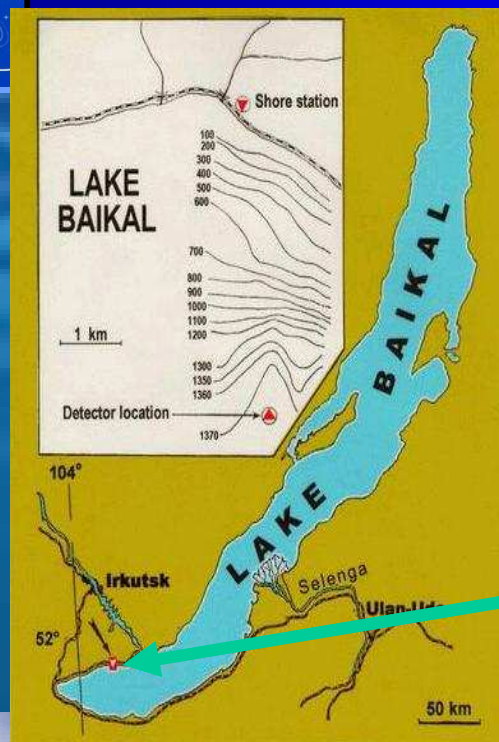 Shore station
LAKE
BAIKAL
100
200
300
400
500
600
700
800
900
1000
1100
1200
1 km
1300
1350
1360
Detector location
1370
104°
Irkutsk
52°
LAKE BAIKAL
Selenga
Ulan-Ude
50 km